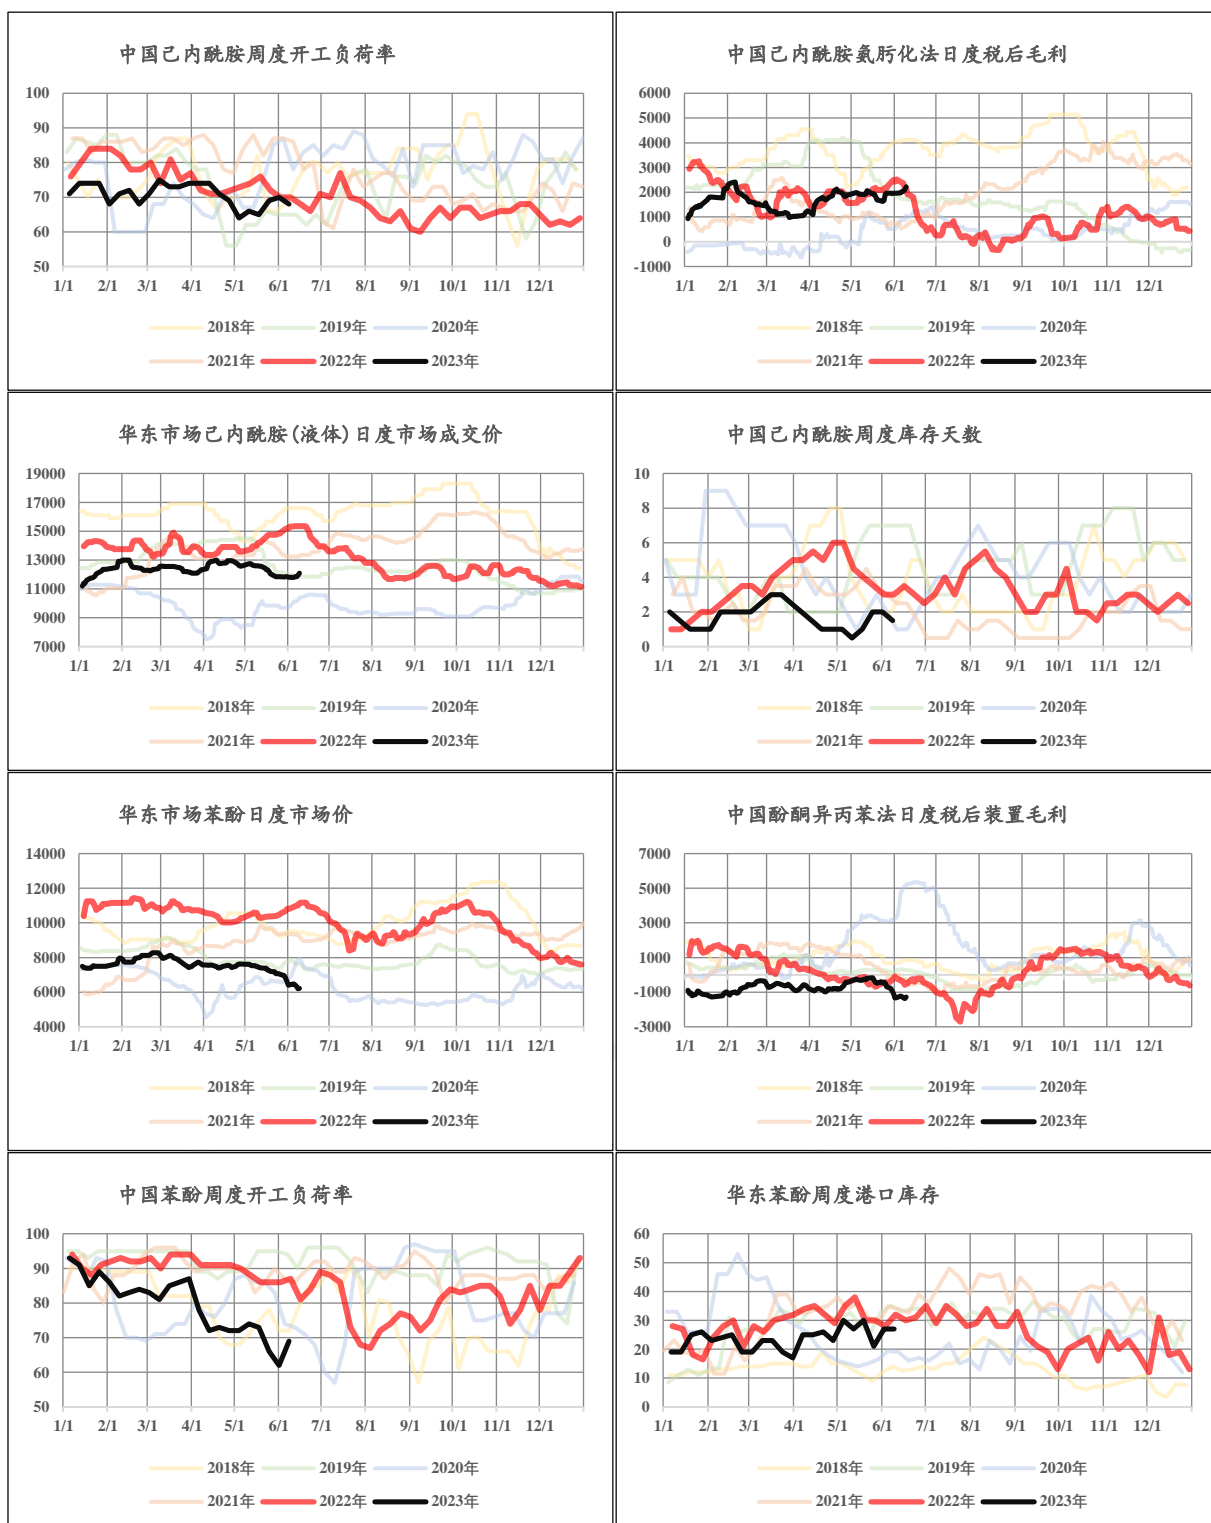 中国己内酰胺周度开工负荷率
100
90
80
70
60
50
1/1 2/1 3/1 4/1 5/1 6/1 7/1 8/1 9/1 10/1 11/1 12/1
2018年 2019年 2020年
2021年 2022年 2023年
中国己内酰胺氨肟化法日度税后毛利
6000
5000
4000
3000
2000
1000
0
-1000
1/1 2/1 3/1 4/1 5/1 6/1 7/1 8/1 9/1 10/1 11/1 12/1
2018年 2019年 2020年
2021年 2022年 2023年
华东市场己内酰胺(液体)日度市场成交价
19000
17000
15000
13000
11000
9000
7000
1/1 2/1 3/1 4/1 5/1 6/1 7/1 8/1 9/1 10/1 11/1 12/1
2018年 2019年 2020年
2021年 2022年 2023年
中国己内酰胺周度库存天数
10
8
6
4
2
0
1/1 2/1 3/1 4/1 5/1 6/1 7/1 8/1 9/1 10/1 11/1 12/1
2018年 2019年 2020年
2021年 2022年 2023年
华东市场苯酚日度市场价
14000
12000
10000
8000
6000
4000
1/1 2/1 3/1 4/1 5/1 6/1 7/1 8/1 9/1 10/1 11/1 12/1
2018年 2019年 2020年
2021年 2022年 2023年
中国酚酮异丙苯法日度税后装置毛利
7000
5000
3000
1000
-1000
-3000
1/1 2/1 3/1 4/1 5/1 6/1 7/1 8/1 9/1 10/1 11/1 12/1
2018年 2019年 2020年
2021年 2022年 2023年
中国苯酚周度开工负荷率
100
90
80
70
60
50
1/1 2/1 3/1 4/1 5/1 6/1 7/1 8/1 9/1 10/1 11/1 12/1
2018年 2019年 2020年
2021年 2022年 2023年
华东苯酚周度港口库存
60
50
40
30
20
10
0
1/1 2/1 3/1 4/1 5/1 6/1 7/1 8/1 9/1 10/1 11/1 12/1
2018年 2019年 2020年
2021年 2022年 2023年